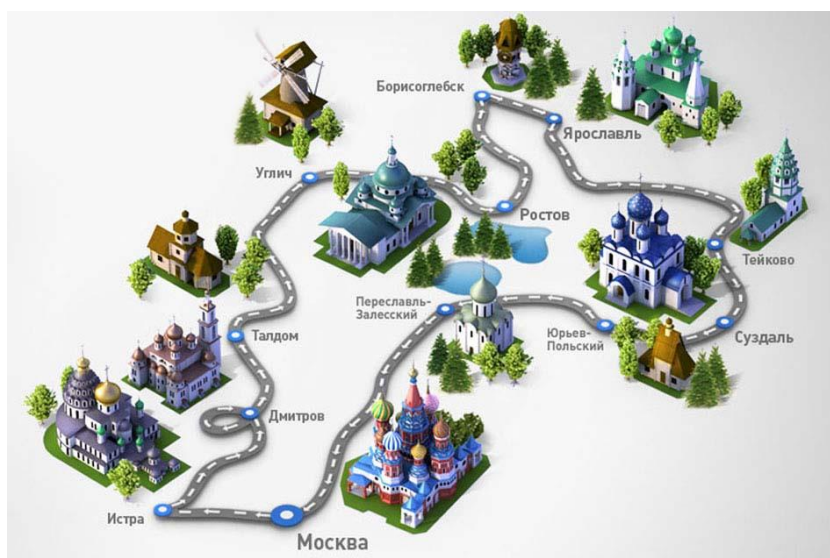 Борисоглебск
Ярославль
Углич
Ростов
Тейково
Переславль-
Залесский
Юрьев-
Польский
Суздаль
Талдом
Дмитров
Истра
Москва